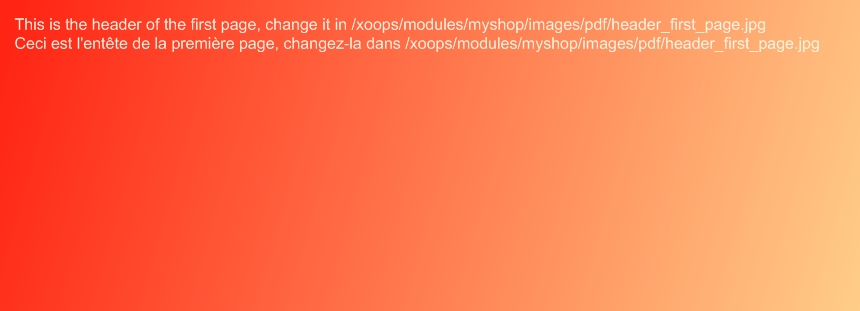 This is the header of the first page, change it in /xoops/modules/myshop/images/pdf/header_first_page.jpg
Ceci est l'entête de la première page, changez-la dans /xoops/modules/myshop/images/pdf/header_first_page.jpg